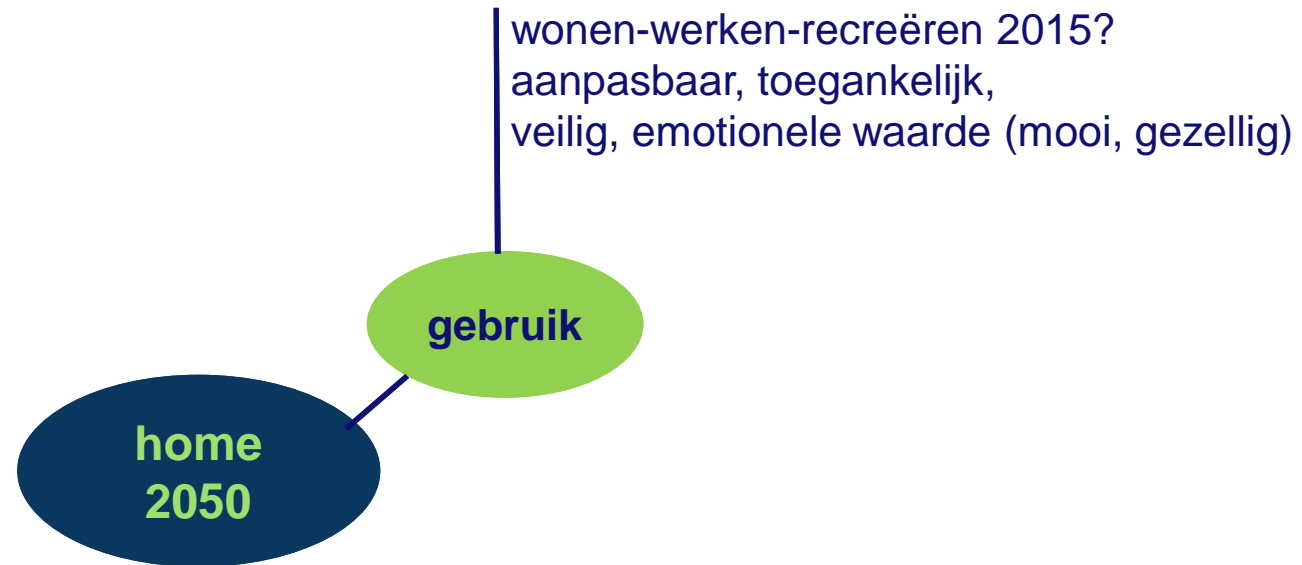 wonen-werken-recreëren 2015?
aanpasbaar, toegankelijk,
veilig, emotionele waarde (mooi, gezellig)
gebruik
home
2050